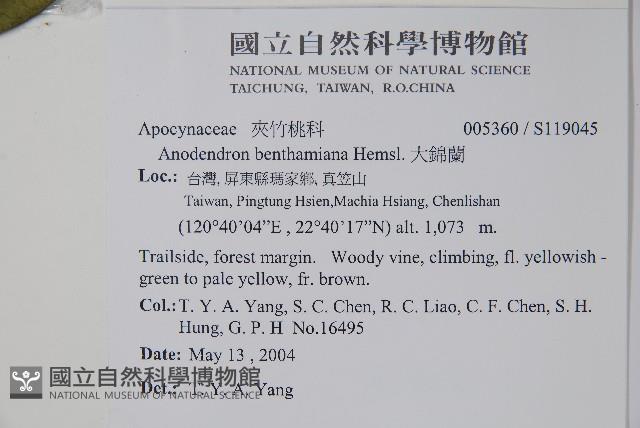 國立自然科學博物館
NATIONAL MUSEUM OF NATURAL SCIENCE
TAICHUNG, TAIWAN, R.O.CHINA
Apocynaceae 夾竹桃科 005360 / S119045
Anodendron benthamiana Hemsl. 大錦蘭
Loc.: 台灣, 屏東縣瑪家鄉, 真笠山
Taiwan, Pingtung Hsien,Machia Hsiang, Chenlishan
(120°40'04”E , 22°40'17”N) alt. 1,073 m.
Trailside, forest margin. Woody vine, climbing, fl. yellowish -
green to pale yellow, fr. brown.
Col.: T. Y. A. Yang, S. C. Chen, R. C. Liao, C. F. Chen, S. H.
Hung, G. P. H No.16495
Date: May 13 , 2004
Det.: T. Y. A. Yang
國立自然科學博物館
NATIONAL MUSEUM OF NATURAL SCIENCE